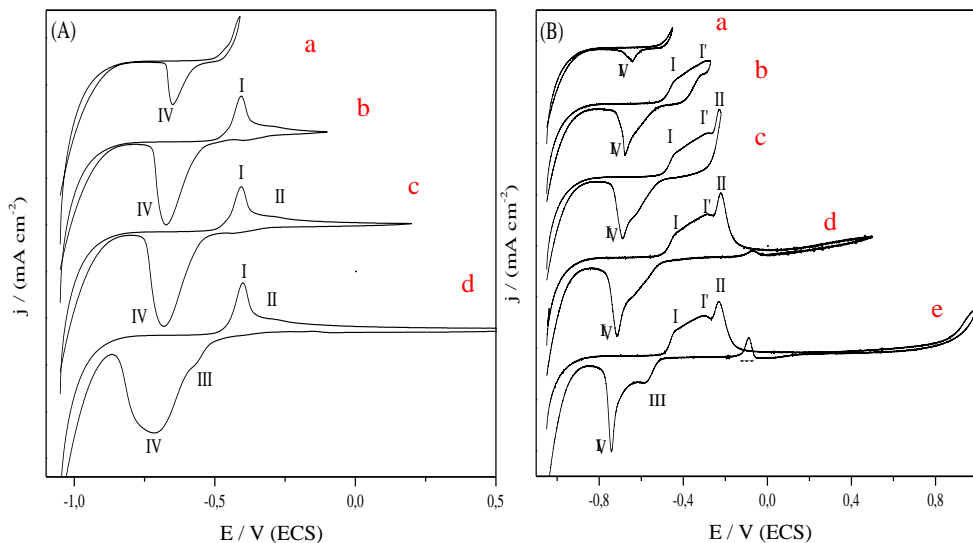 (A)
a
I
IV
b
I
II
IV
c
I
II
IV
d
III
IV
-1,0 -0,5 0,0 0,5
E / V (ECS)
j / (mA cm⁻²)
(B)
a
IV
I I'
b
II
I I'
IV
c
II
I I'
IV
d
II
I I'
IV
e
III
IV
-0,8 -0,4 0,0 0,4 0,8
E / V (ECS)
j / (mA cm⁻²)